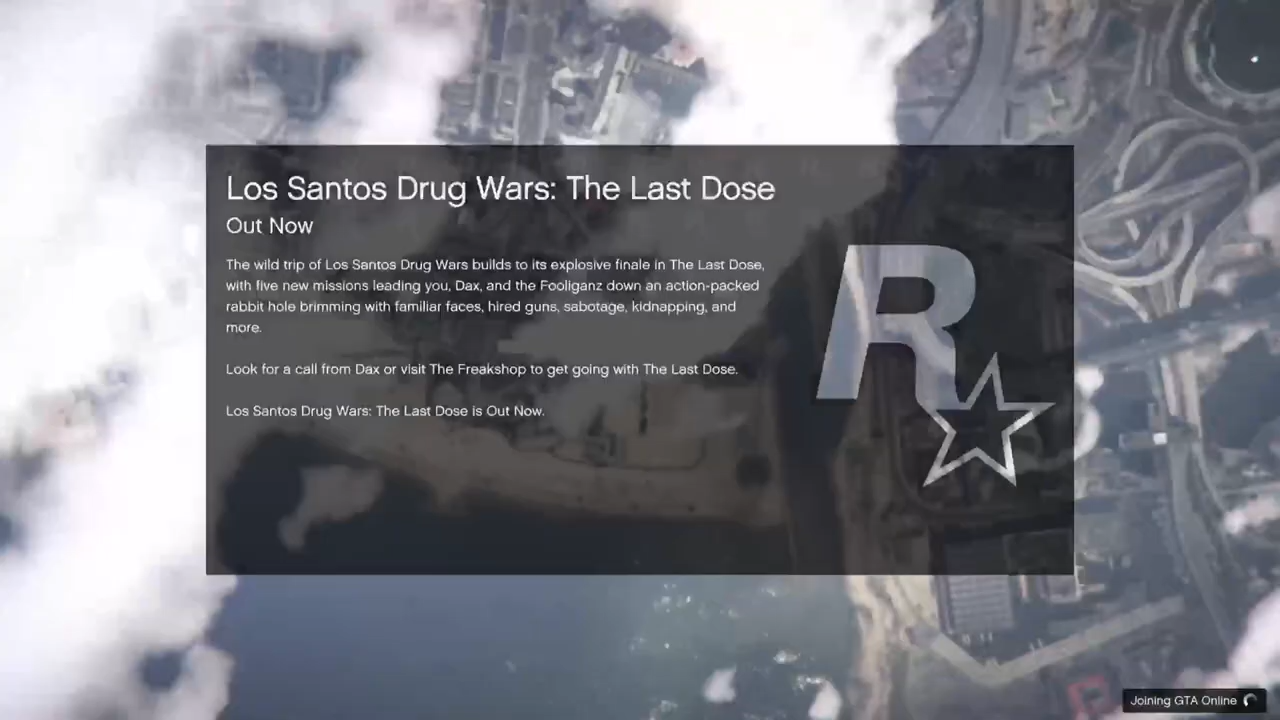 Los Santos Drug Wars: The Last Dose
Out Now
The wild trip of Los Santos Drug Wars builds to its explosive finale in The Last Dose,
with five new missions leading you, Dax, and the Fooliganz down an action-packed
rabbit hole brimming with familiar faces, hired guns, sabotage, kidnapping, and
more.
Look for a call from Dax or visit The Freakshop to get going with The Last Dose.
Los Santos Drug Wars: The Last Dose is Out Now.
R
Joining GTA Online